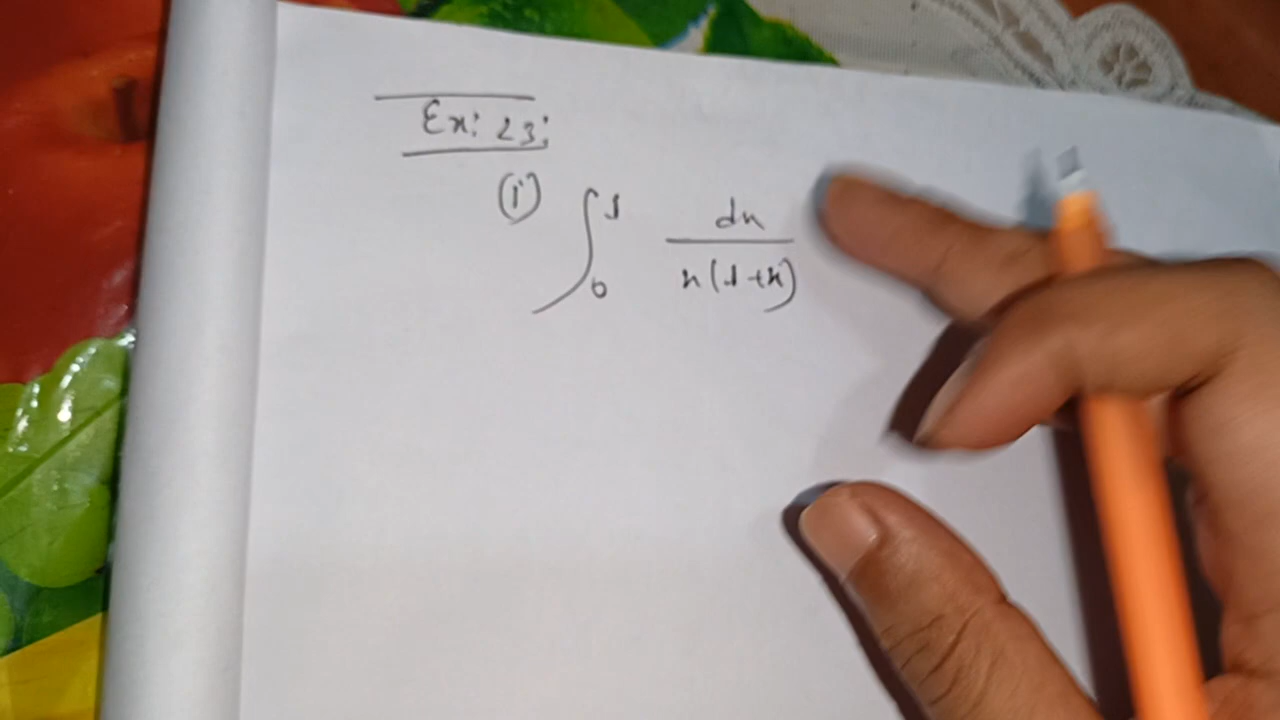 Ex: 23:
(i) ∫₀¹ dx / x(1+x)